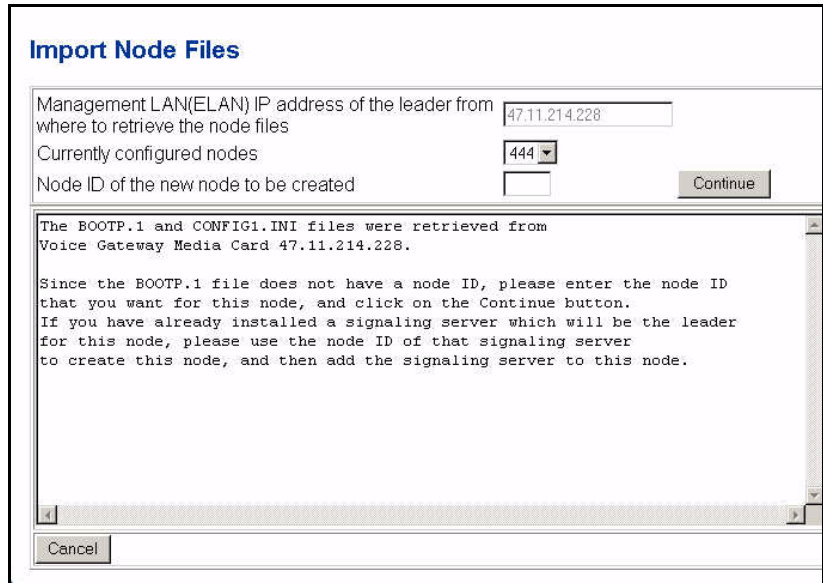 Import Node Files
Management LAN(ELAN) IP address of the leader from
where to retrieve the node files
47.11.214.228
Currently configured nodes
444
Node ID of the new node to be created
Continue
The BOOTP.1 and CONFIG1.INI files were retrieved from
Voice Gateway Media Card 47.11.214.228.
Since the BOOTP.1 file does not have a node ID, please enter the node ID
that you want for this node, and click on the Continue button.
If you have already installed a signaling server which will be the leader
for this node, please use the node ID of that signaling server
to create this node, and then add the signaling server to this node.
Cancel